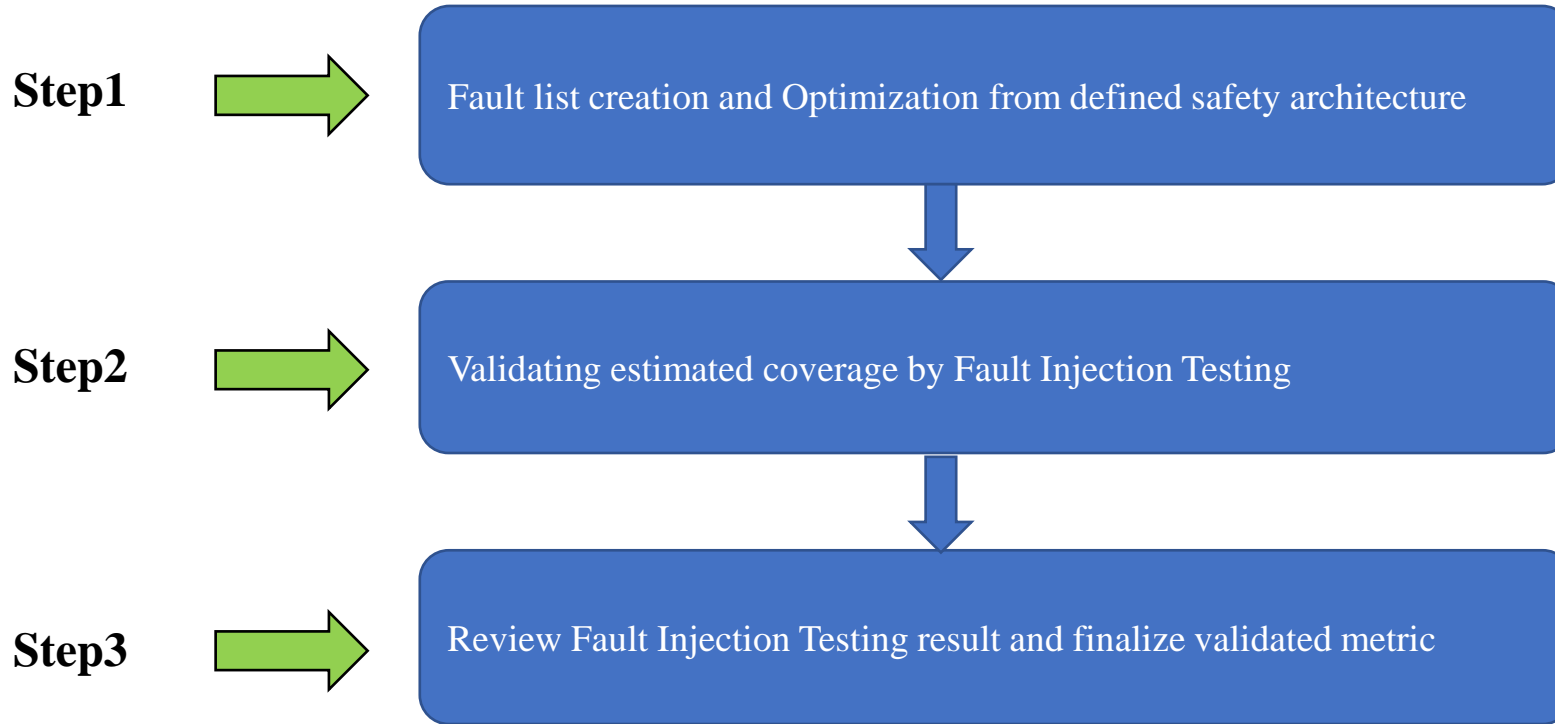 Step1
Fault list creation and Optimization from defined safety architecture
Step2
Validating estimated coverage by Fault Injection Testing
Step3
Review Fault Injection Testing result and finalize validated metric